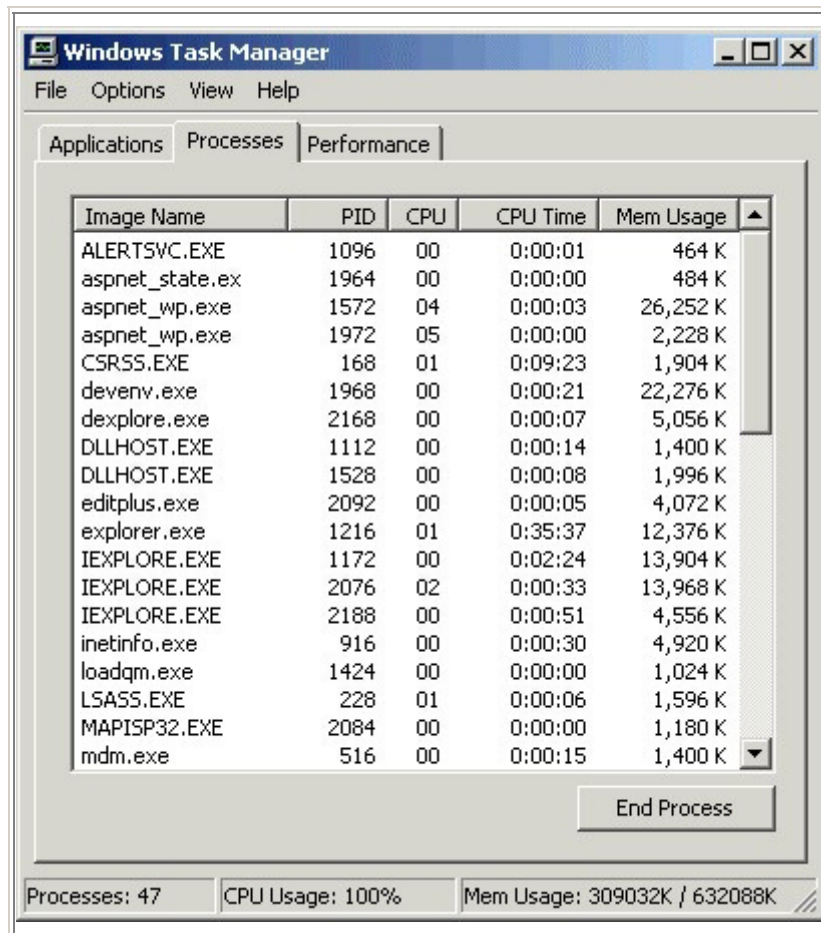 Windows Task Manager
File Options View Help
Applications Processes Performance
Image Name PID CPU CPU Time Mem Usage
ALERTSVC.EXE 1096 00 0:00:01 464 K
aspnet_state.ex 1964 00 0:00:00 484 K
aspnet_wp.exe 1572 04 0:00:03 26,252 K
aspnet_wp.exe 1972 05 0:00:00 2,228 K
CSRSS.EXE 168 01 0:09:23 1,904 K
devenv.exe 1968 00 0:00:21 22,276 K
dexplore.exe 2168 00 0:00:07 5,056 K
DLLHOST.EXE 1112 00 0:00:14 1,400 K
DLLHOST.EXE 1528 00 0:00:08 1,996 K
editplus.exe 2092 00 0:00:05 4,072 K
explorer.exe 1216 01 0:35:37 12,376 K
IEXPLORE.EXE 1172 00 0:02:24 13,904 K
IEXPLORE.EXE 2076 02 0:00:33 13,968 K
IEXPLORE.EXE 2188 00 0:00:51 4,556 K
inetinfo.exe 916 00 0:00:30 4,920 K
loadqm.exe 1424 00 0:00:00 1,024 K
LSASS.EXE 228 01 0:00:06 1,596 K
MAPISP32.EXE 2084 00 0:00:00 1,180 K
mdm.exe 516 00 0:00:15 1,400 K
End Process
Processes: 47 CPU Usage: 100% Mem Usage: 309032K / 632088K